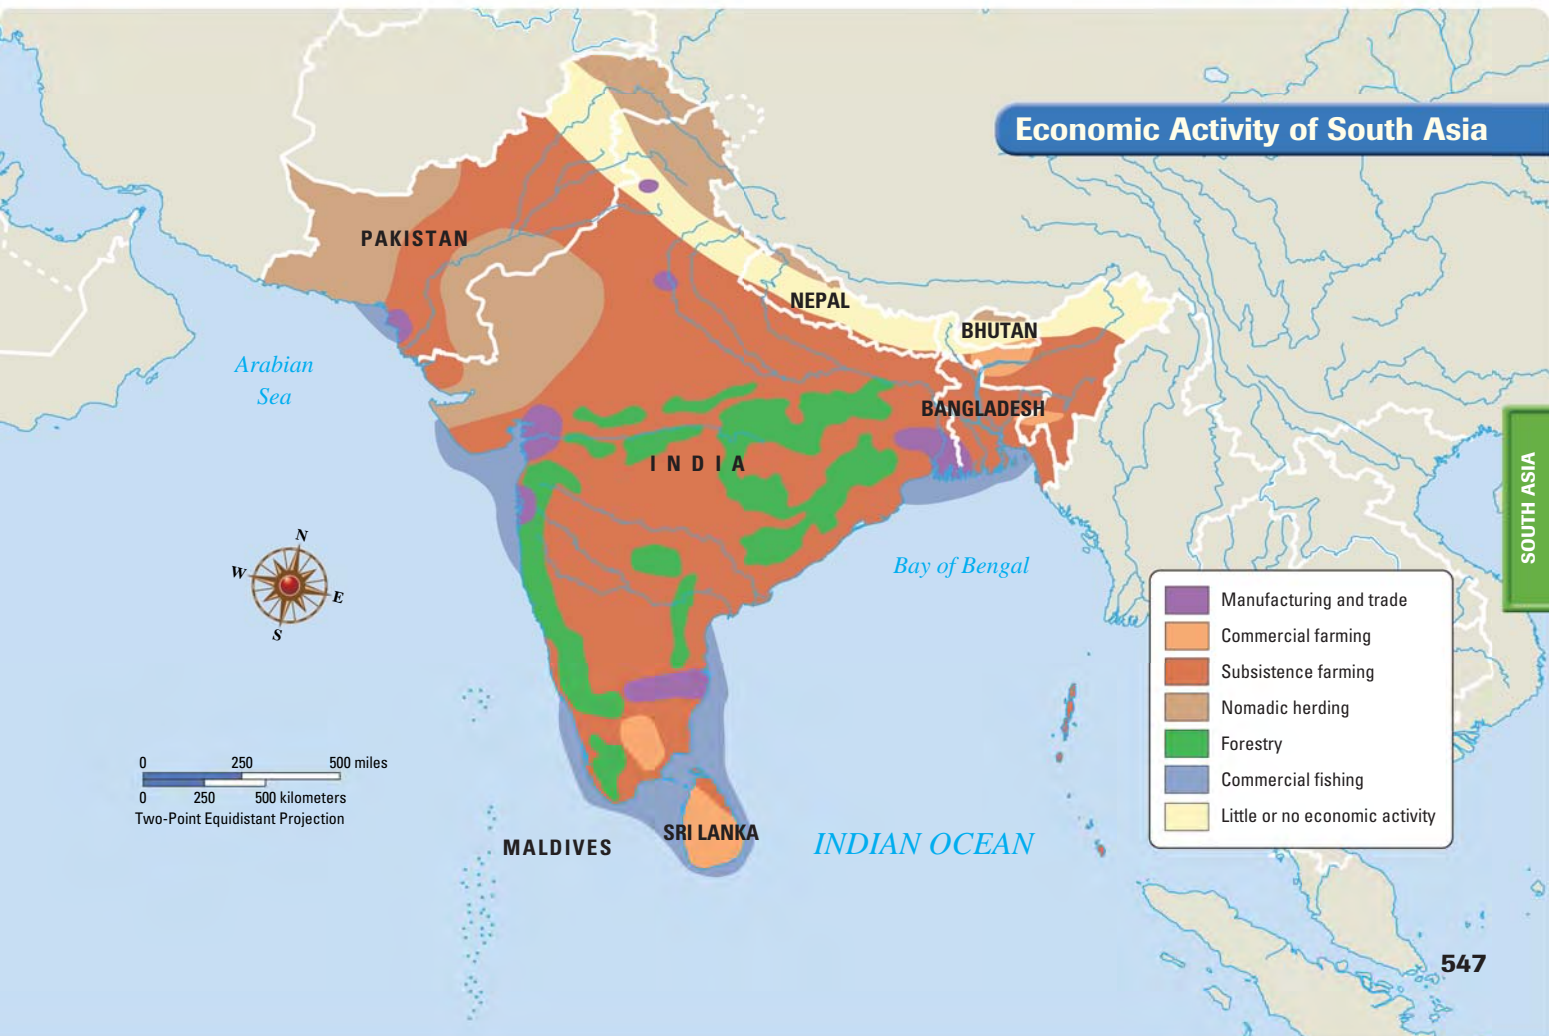 Economic Activity of South Asia
PAKISTAN
NEPAL
BHUTAN
Arabian
Sea
BANGLADESH
INDIA
SOUTH ASIA
N
W
E
S
Bay of Bengal
Manufacturing and trade
Commercial farming
Subsistence farming
Nomadic herding
Forestry
Commercial fishing
Little or no economic activity
0 250 500 miles
0 250 500 kilometers
Two-Point Equidistant Projection
MALDIVES
SRI LANKA
INDIAN OCEAN
547